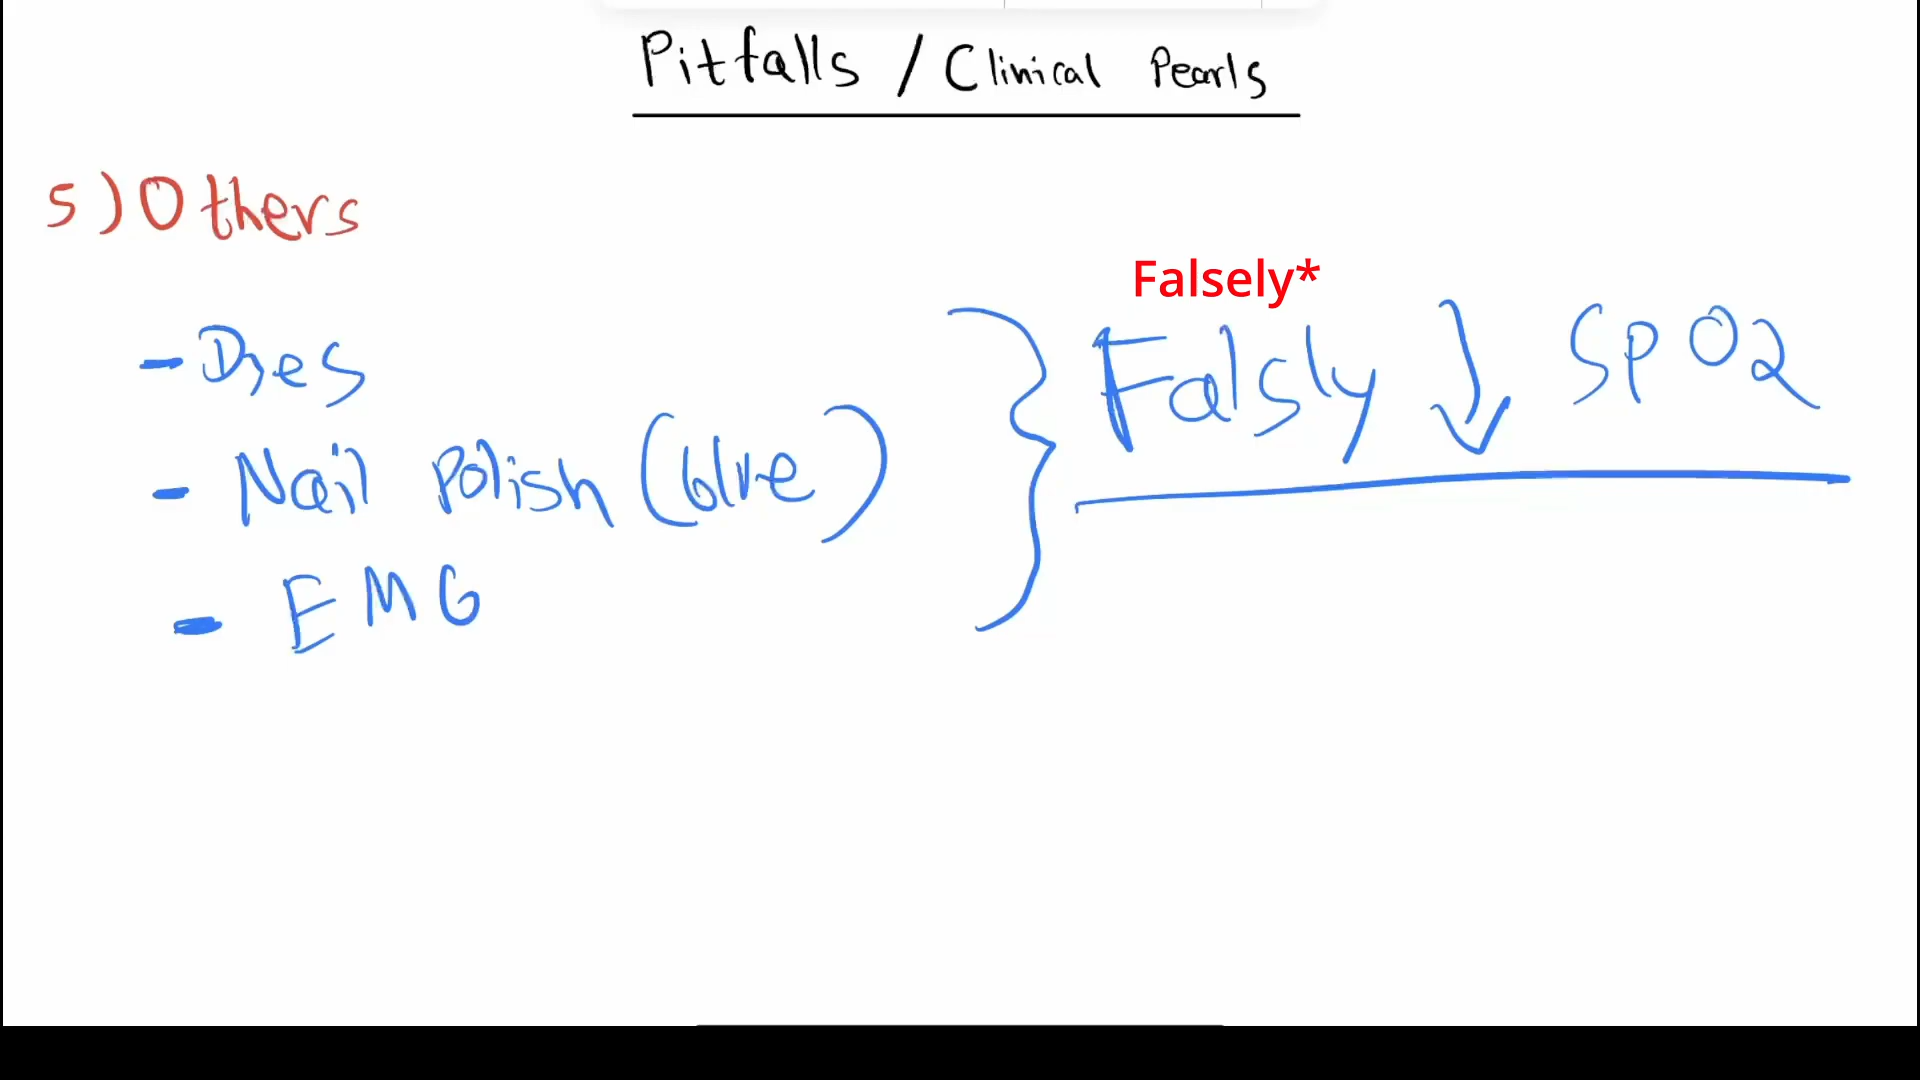 Pitfalls / Clinical Pearls
5) Others
Falsely*
- Dyes
- Nail Polish (blue)
- EMG
Falsly ↓ SpO2